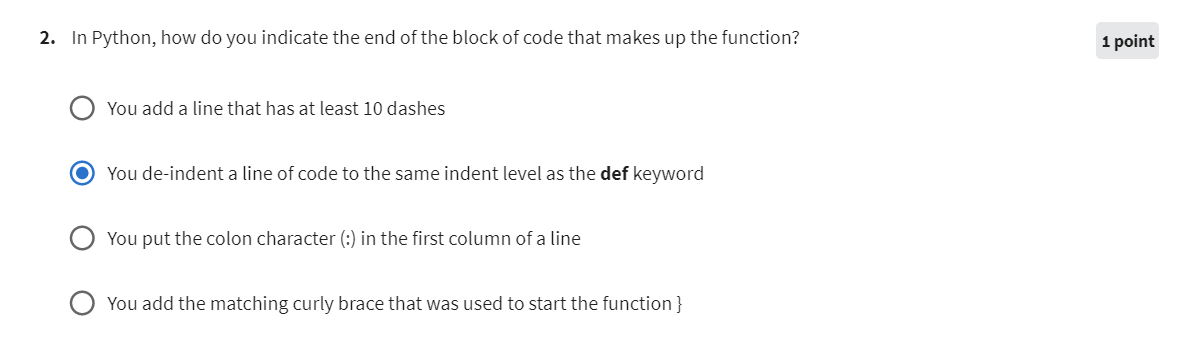 2. In Python, how do you indicate the end of the block of code that makes up the function?
1 point
You add a line that has at least 10 dashes
You de-indent a line of code to the same indent level as the def keyword
You put the colon character (:) in the first column of a line
You add the matching curly brace that was used to start the function }